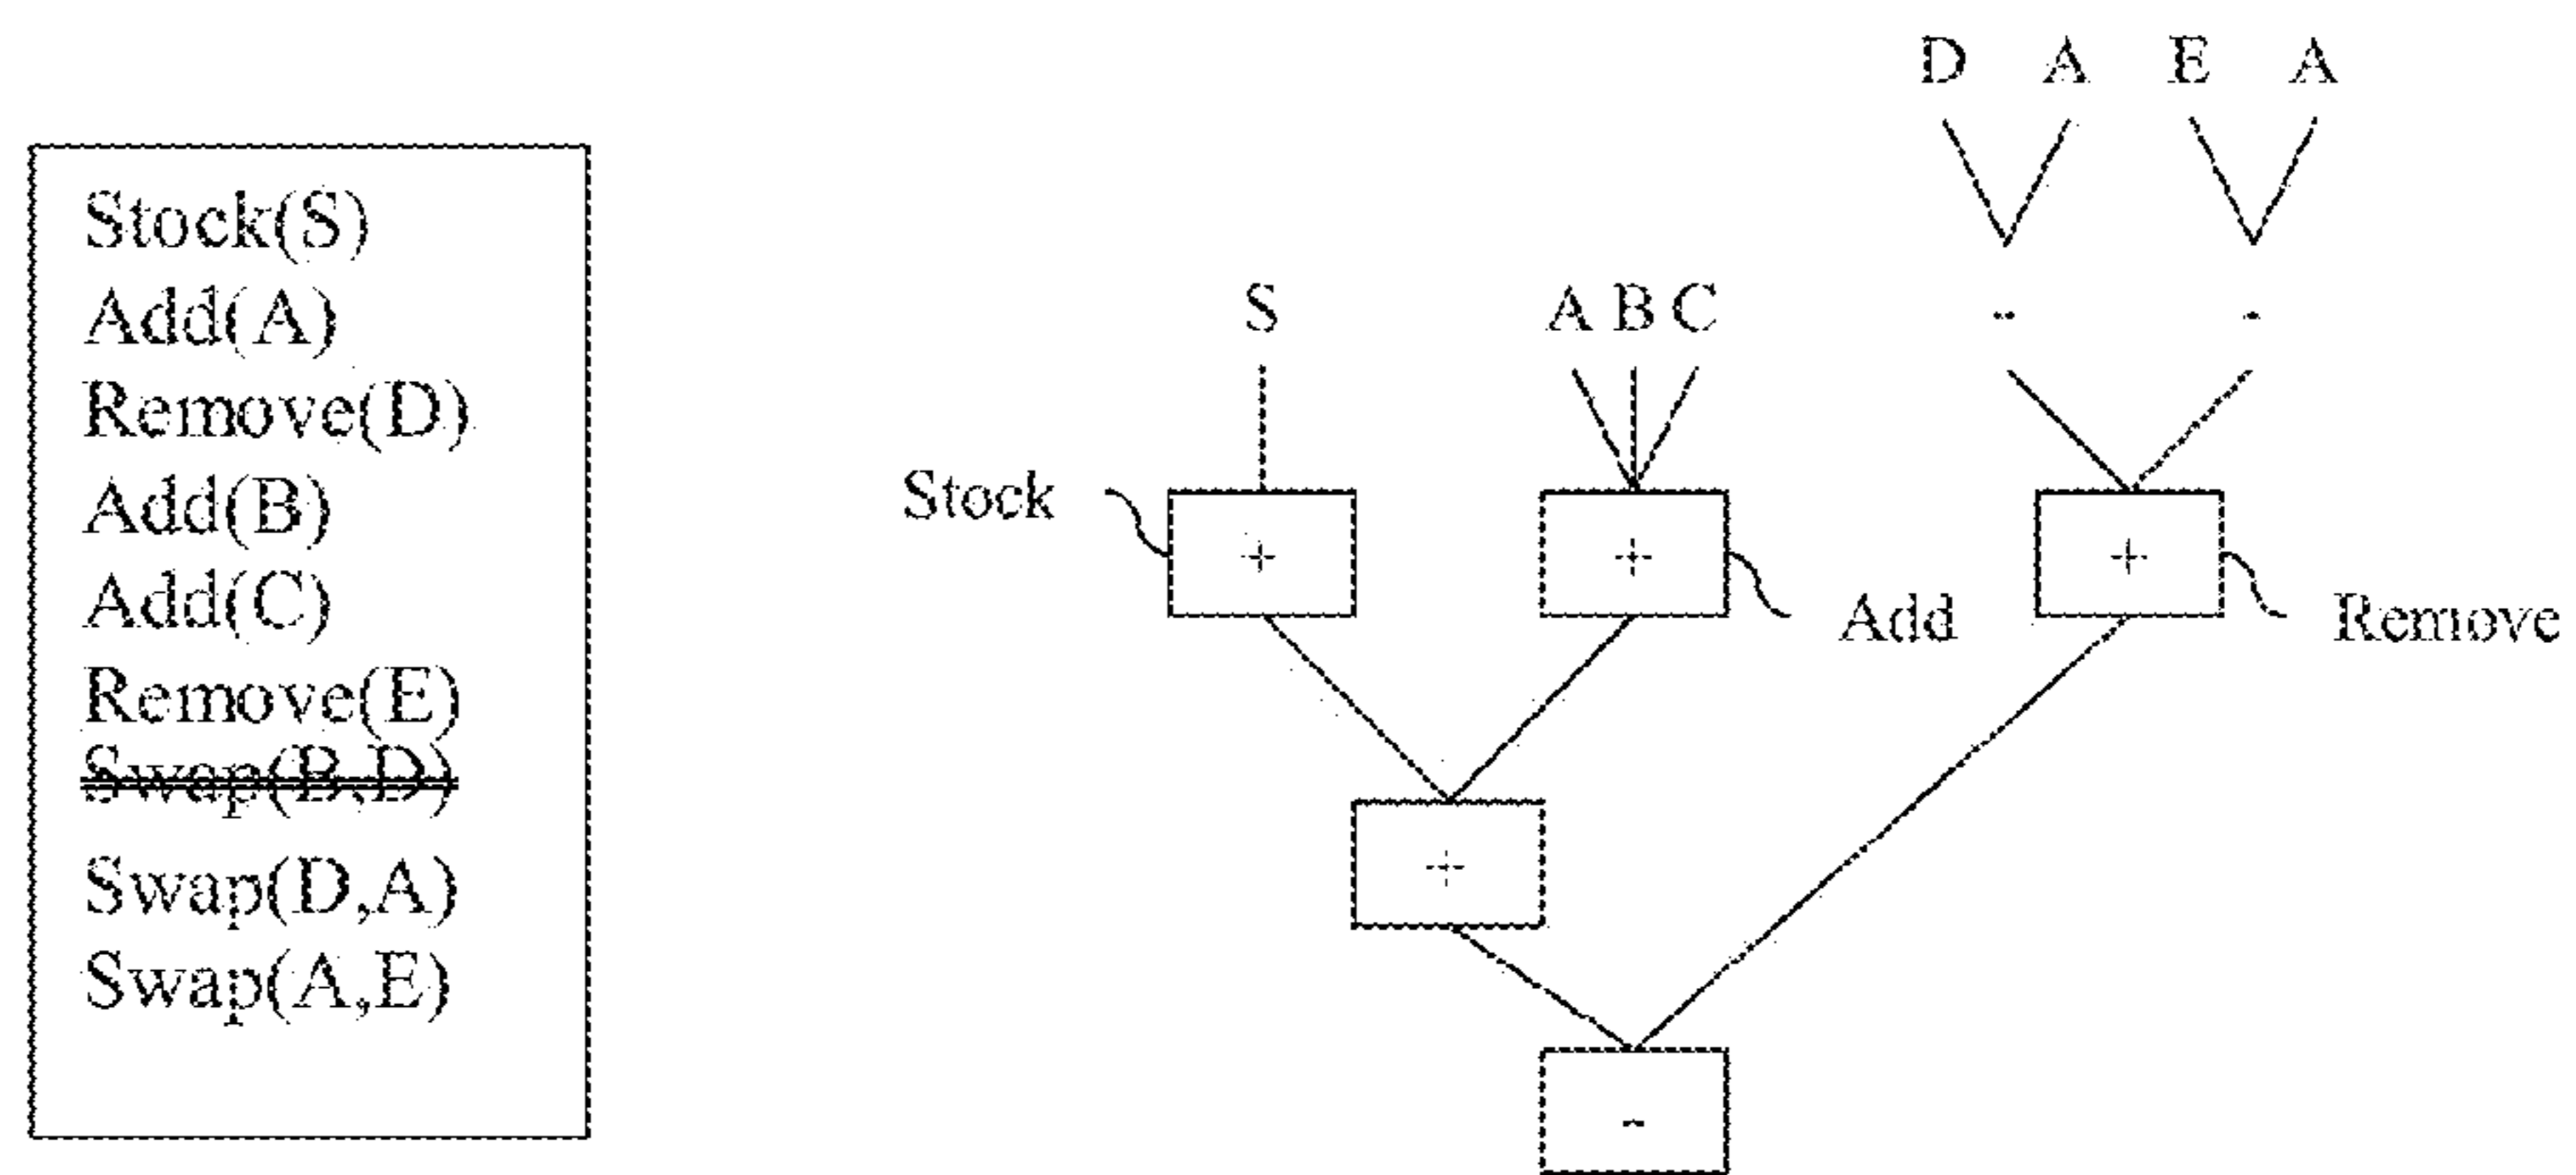 Stock(S)
Add(A)
Remove(D)
Add(B)
Add(C)
Remove(E)
Swap(B,D)
Swap(D,A)
Swap(A,E)
D A E A
S A B C - -
Stock + + Add + Remove
+
-